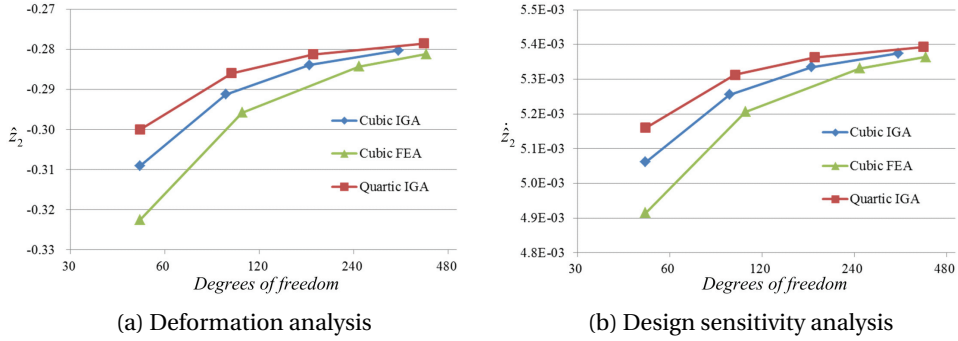 -0.27
-0.28
-0.29
-0.30
-0.31
-0.32
-0.33
ẑ₂
30 60 120 240 480
Degrees of freedom
Cubic IGA
Cubic FEA
Quartic IGA
(a) Deformation analysis
5.5E-03
5.4E-03
5.3E-03
5.2E-03
5.1E-03
5.0E-03
4.9E-03
4.8E-03
ẑ̇₂
30 60 120 240 480
Degrees of freedom
Cubic IGA
Cubic FEA
Quartic IGA
(b) Design sensitivity analysis